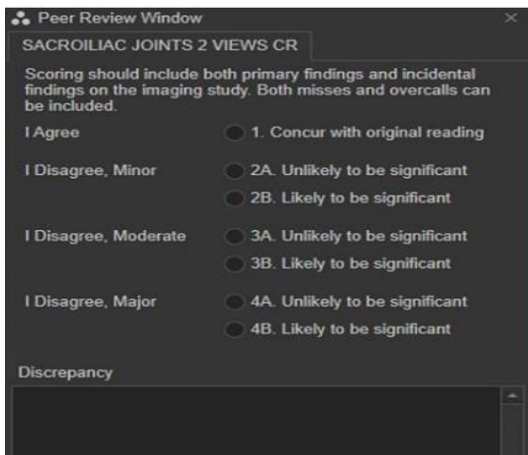 Peer Review Window
SACROILIAC JOINTS 2 VIEWS CR
Scoring should include both primary findings and incidental
findings on the imaging study. Both misses and overcalls can
be included.
I Agree 1. Concur with original reading
I Disagree, Minor 2A. Unlikely to be significant
2B. Likely to be significant
I Disagree, Moderate 3A. Unlikely to be significant
3B. Likely to be significant
I Disagree, Major 4A. Unlikely to be significant
4B. Likely to be significant
Discrepancy